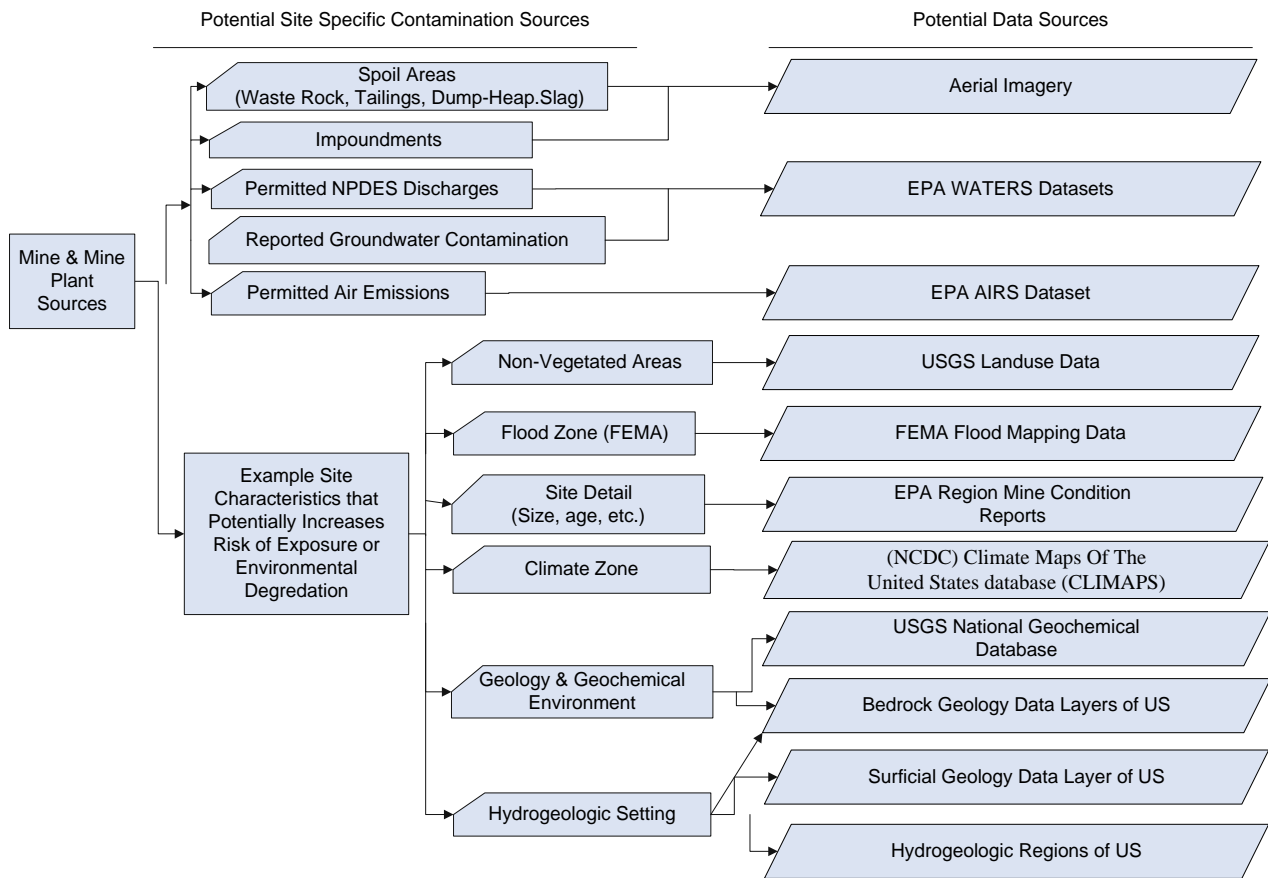 Potential Site Specific Contamination Sources
Potential Data Sources
Spoil Areas
(Waste Rock, Tailings, Dump-Heap.Slag)
Aerial Imagery
Impoundments
Permitted NPDES Discharges
EPA WATERS Datasets
Reported Groundwater Contamination
Mine & Mine
Plant
Sources
Permitted Air Emissions
EPA AIRS Dataset
Non-Vegetated Areas
USGS Landuse Data
Flood Zone (FEMA)
FEMA Flood Mapping Data
Example Site
Characteristics that
Potentially Increases
Risk of Exposure or
Environmental
Degredation
Site Detail
(Size, age, etc.)
EPA Region Mine Condition
Reports
Climate Zone
(NCDC) Climate Maps Of The
United States database (CLIMAPS)
Geology & Geochemical
Environment
USGS National Geochemical
Database
Bedrock Geology Data Layers of US
Hydrogeologic Setting
Surficial Geology Data Layer of US
Hydrogeologic Regions of US